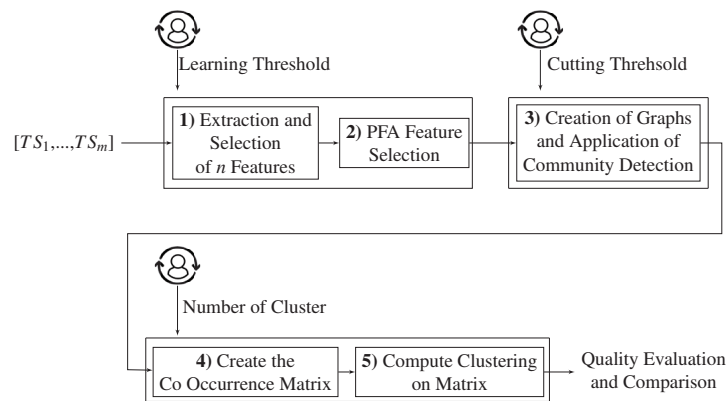 Learning Threshold
Cutting Threhsold
[TS1,...,TSm]
1) Extraction and
Selection
of n Features
2) PFA Feature
Selection
3) Creation of Graphs
and Application of
Community Detection
Number of Cluster
4) Create the
Co Occurrence Matrix
5) Compute Clustering
on Matrix
Quality Evaluation
and Comparison